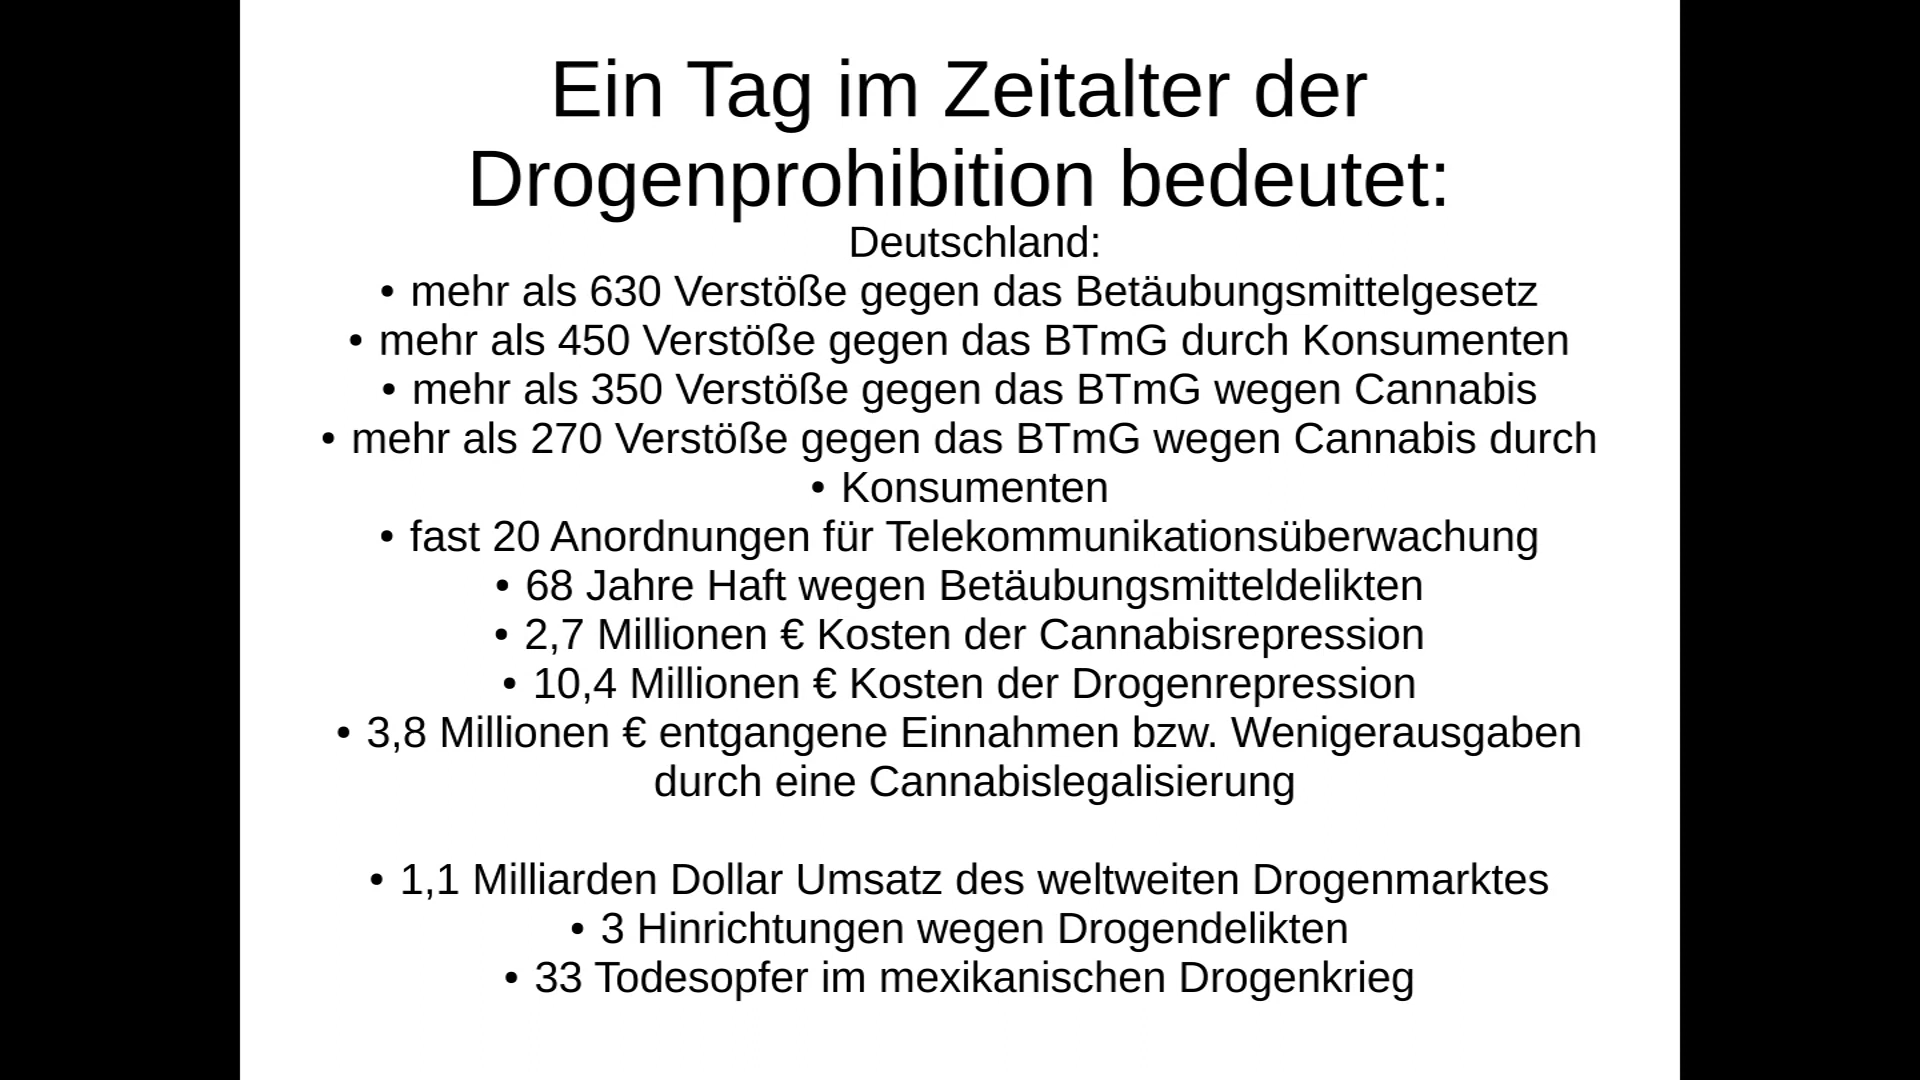 Ein Tag im Zeitalter der
Drogenprohibition bedeutet:
Deutschland:
• mehr als 630 Verstöße gegen das Betäubungsmittelgesetz
• mehr als 450 Verstöße gegen das BTmG durch Konsumenten
• mehr als 350 Verstöße gegen das BTmG wegen Cannabis
• mehr als 270 Verstöße gegen das BTmG wegen Cannabis durch
• Konsumenten
• fast 20 Anordnungen für Telekommunikationsüberwachung
• 68 Jahre Haft wegen Betäubungsmitteldelikten
• 2,7 Millionen € Kosten der Cannabisrepression
• 10,4 Millionen € Kosten der Drogenrepression
• 3,8 Millionen € entgangene Einnahmen bzw. Wenigerausgaben
durch eine Cannabislegalisierung
• 1,1 Milliarden Dollar Umsatz des weltweiten Drogenmarktes
• 3 Hinrichtungen wegen Drogendelikten
• 33 Todesopfer im mexikanischen Drogenkrieg